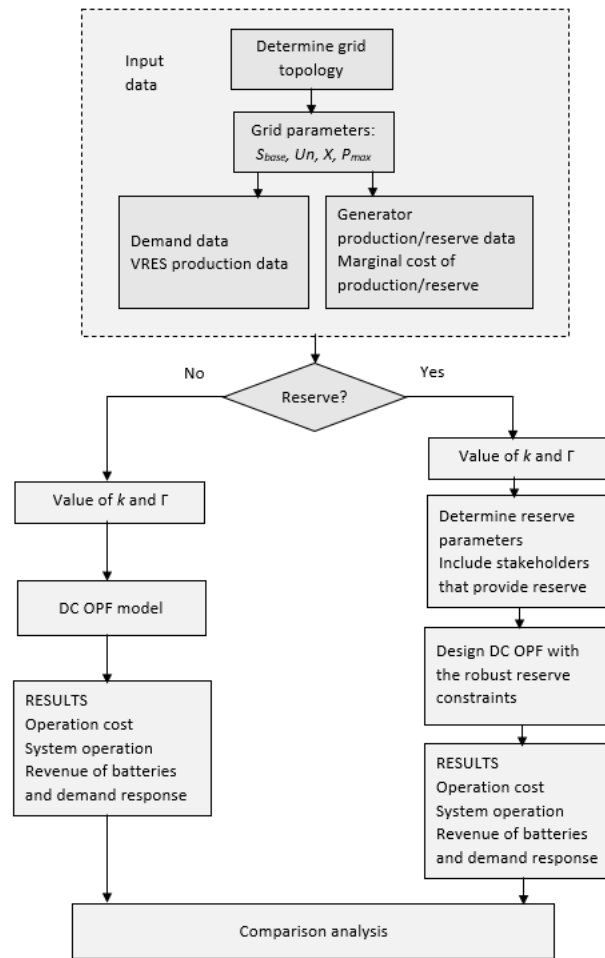 Input
data
Determine grid
topology
Grid parameters:
Sbase, Un, X, Pmax
Demand data
VRES production data
Generator
production/reserve data
Marginal cost of
production/reserve
No
Reserve?
Yes
Value of k and Γ
DC OPF model
RESULTS
Operation cost
System operation
Revenue of batteries
and demand response
Value of k and Γ
Determine reserve
parameters
Include stakeholders
that provide reserve
Design DC OPF with
the robust reserve
constraints
RESULTS
Operation cost
System operation
Revenue of batteries
and demand response
Comparison analysis